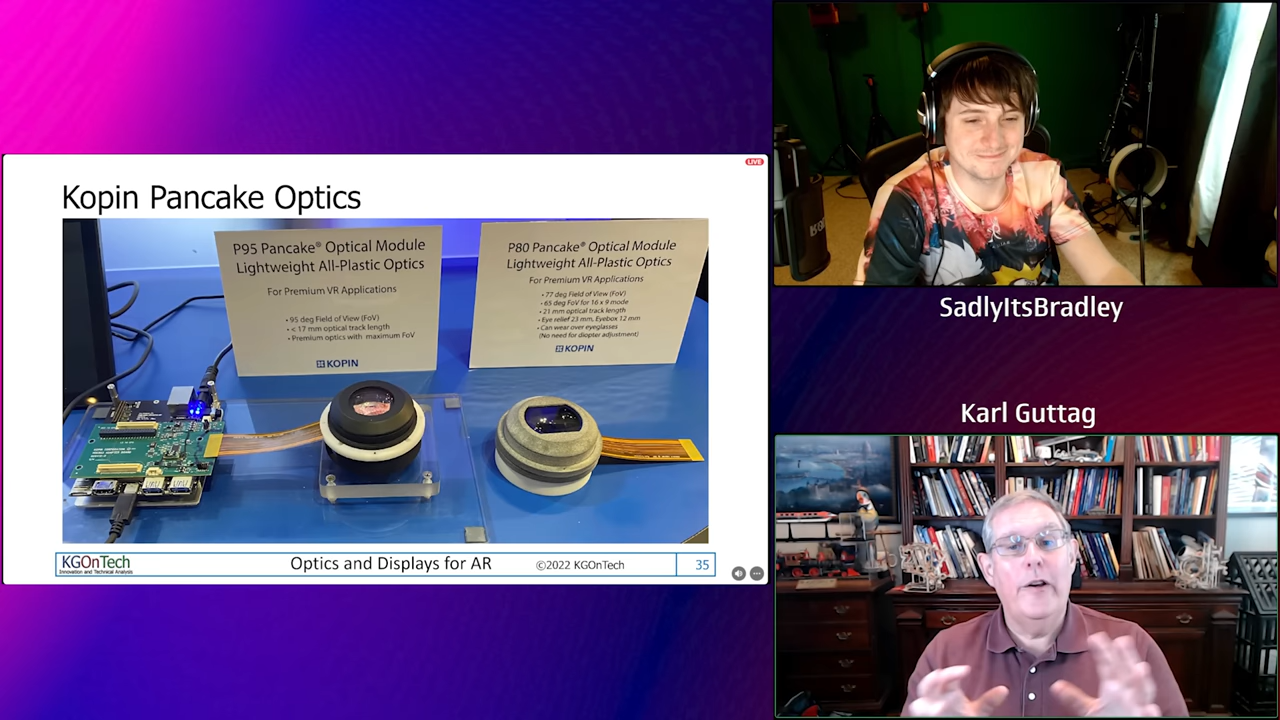 LIVE
Kopin Pancake Optics
P95 Pancake® Optical Module
Lightweight All-Plastic Optics
For Premium VR Applications
• 95 deg Field of View (FoV)
• < 17 mm optical track length
• Premium optics with maximum FoV
KOPIN
P80 Pancake® Optical Module
Lightweight All-Plastic Optics
For Premium VR Applications
• 77 deg Field of View (FoV)
• 65 deg FoV for 16 x 9 mode
• 21 mm optical track length
• Eye relief 23 mm, Eyebox 12 mm
• Can wear over eyeglasses
(No need for diopter adjustment)
KOPIN
KGOnTech
Innovation and Technical Analysis
Optics and Displays for AR
©2022 KGOnTech
35
SadlyItsBradley
Karl Guttag